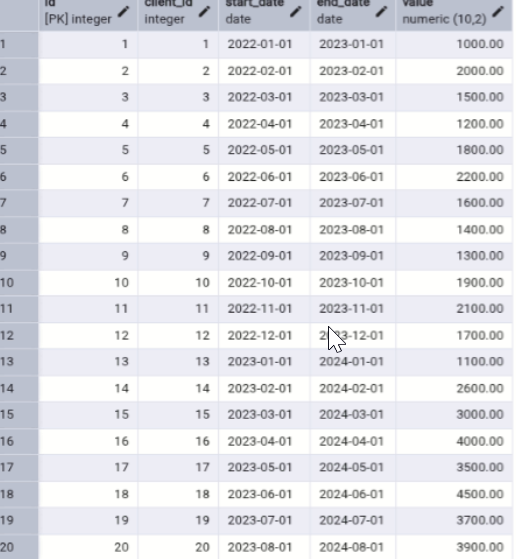 id client_id start_date end_date value
[PK] integer integer date date numeric (10,2)
1 1 1 2022-01-01 2023-01-01 1000.00
2 2 2 2022-02-01 2023-02-01 2000.00
3 3 3 2022-03-01 2023-03-01 1500.00
4 4 4 2022-04-01 2023-04-01 1200.00
5 5 5 2022-05-01 2023-05-01 1800.00
6 6 6 2022-06-01 2023-06-01 2200.00
7 7 7 2022-07-01 2023-07-01 1600.00
8 8 8 2022-08-01 2023-08-01 1400.00
9 9 9 2022-09-01 2023-09-01 1300.00
10 10 10 2022-10-01 2023-10-01 1900.00
11 11 11 2022-11-01 2023-11-01 2100.00
12 12 12 2022-12-01 2023-12-01 1700.00
13 13 13 2023-01-01 2024-01-01 1100.00
14 14 14 2023-02-01 2024-02-01 2600.00
15 15 15 2023-03-01 2024-03-01 3000.00
16 16 16 2023-04-01 2024-04-01 4000.00
17 17 17 2023-05-01 2024-05-01 3500.00
18 18 18 2023-06-01 2024-06-01 4500.00
19 19 19 2023-07-01 2024-07-01 3700.00
20 20 20 2023-08-01 2024-08-01 3900.00